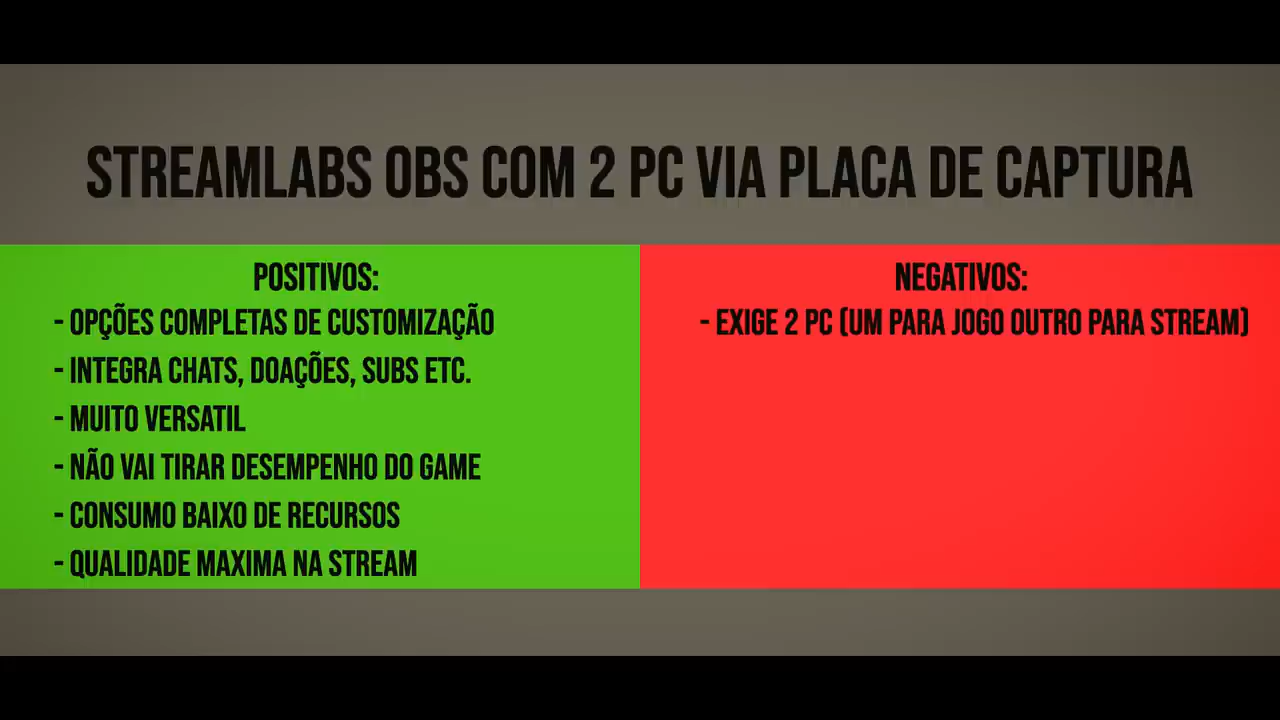 STREAMLABS OBS COM 2 PC VIA PLACA DE CAPTURA
POSITIVOS:
- OPÇÕES COMPLETAS DE CUSTOMIZAÇÃO
- INTEGRA CHATS, DOAÇÕES, SUBS ETC.
- MUITO VERSATIL
- NÃO VAI TIRAR DESEMPENHO DO GAME
- CONSUMO BAIXO DE RECURSOS
- QUALIDADE MAXIMA NA STREAM
NEGATIVOS:
- EXIGE 2 PC (UM PARA JOGO OUTRO PARA STREAM)